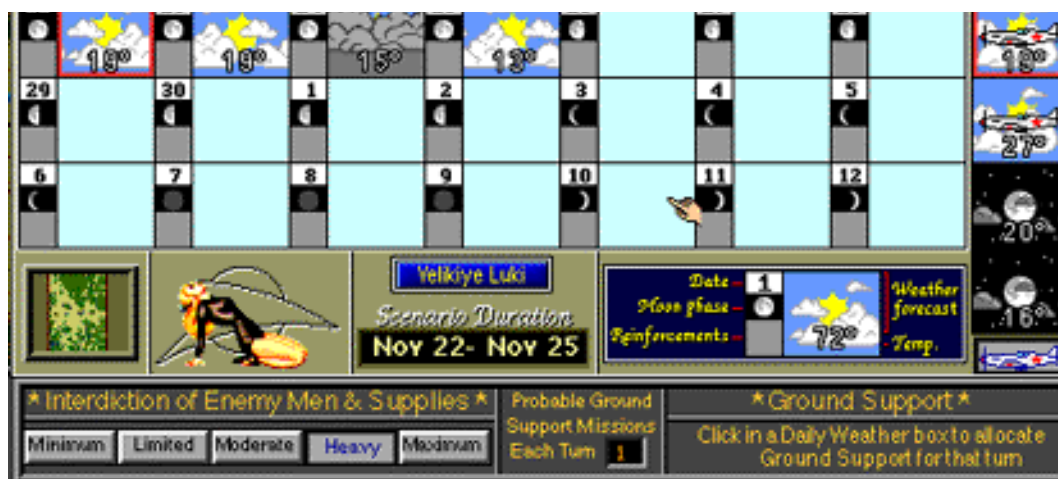 19° 19° 15° 13° 19°
29 30 1 2 3 4 5
27°
6 7 8 9 10 11 12
20°
Velikiye Luki
Scenario Duration
Nov 22- Nov 25
Date 1
Moon phase
Reinforcements
72°
Weather
forecast
Temp.
16°
*Interdiction of Enemy Men & Supplies*
Minimum Limited Moderate Heavy Maximum
Probable Ground
Support Missions
Each Turn 1
*Ground Support*
Click in a Daily Weather box to allocate
Ground Support for that turn